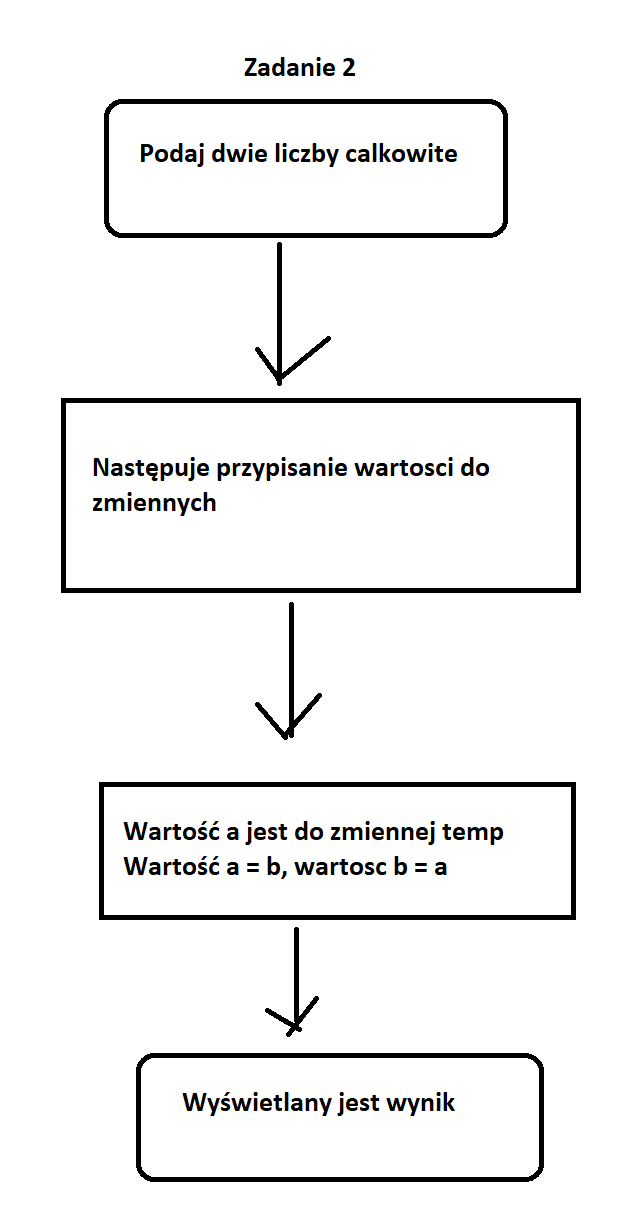 Zadanie 2
Podaj dwie liczby calkowite
Następuje przypisanie wartosci do
zmiennych
Wartość a jest do zmiennej temp
Wartość a = b, wartosc b = a
Wyświetlany jest wynik